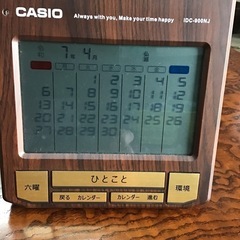 CASIO
Always with you, Make your time happy
IDC-900NJ
7年 4月
1 2 3 4 5
6 7 8 9 10 11 12
13 14 15 16 17 18 19
20 21 22 23 24 25 26
27 28 29 30
六曜 ひとこと 環境
戻る カレンダー カレンダー 進む